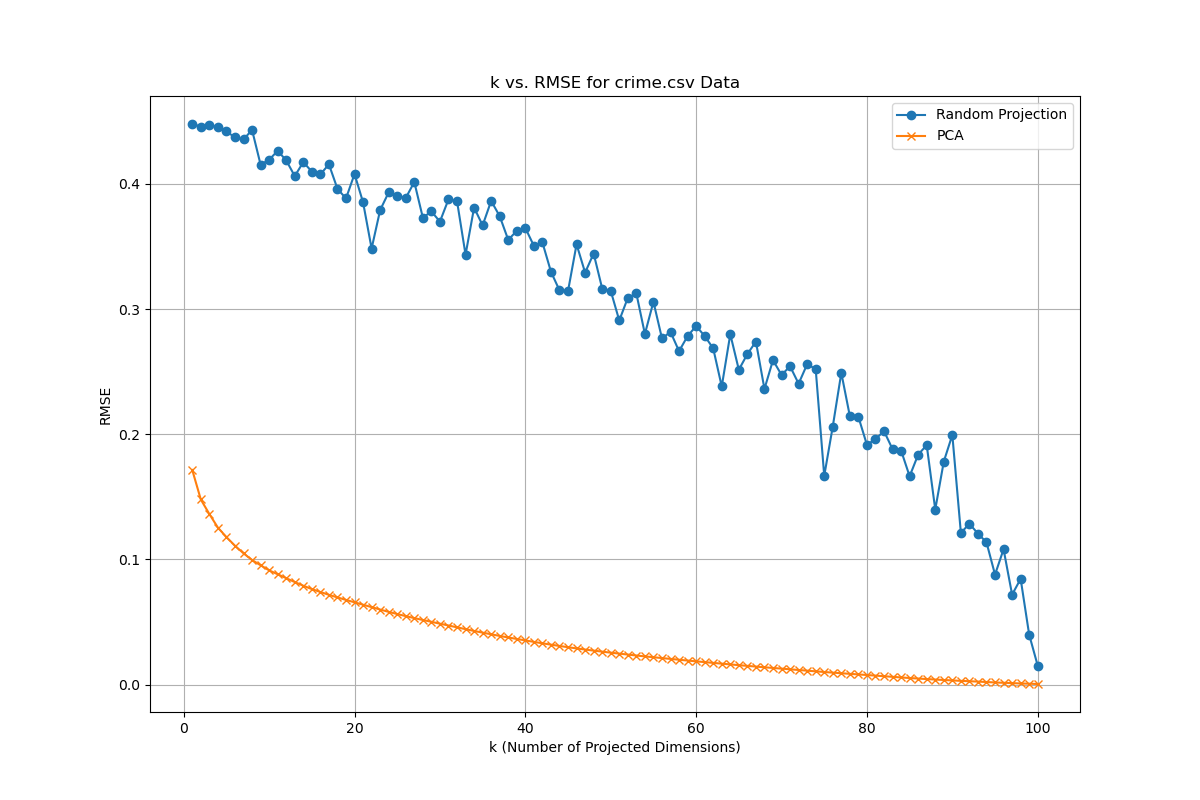 k vs. RMSE for crime.csv Data
Random Projection
PCA
0.4
0.3
0.2
0.1
0.0
RMSE
0 20 40 60 80 100
k (Number of Projected Dimensions)